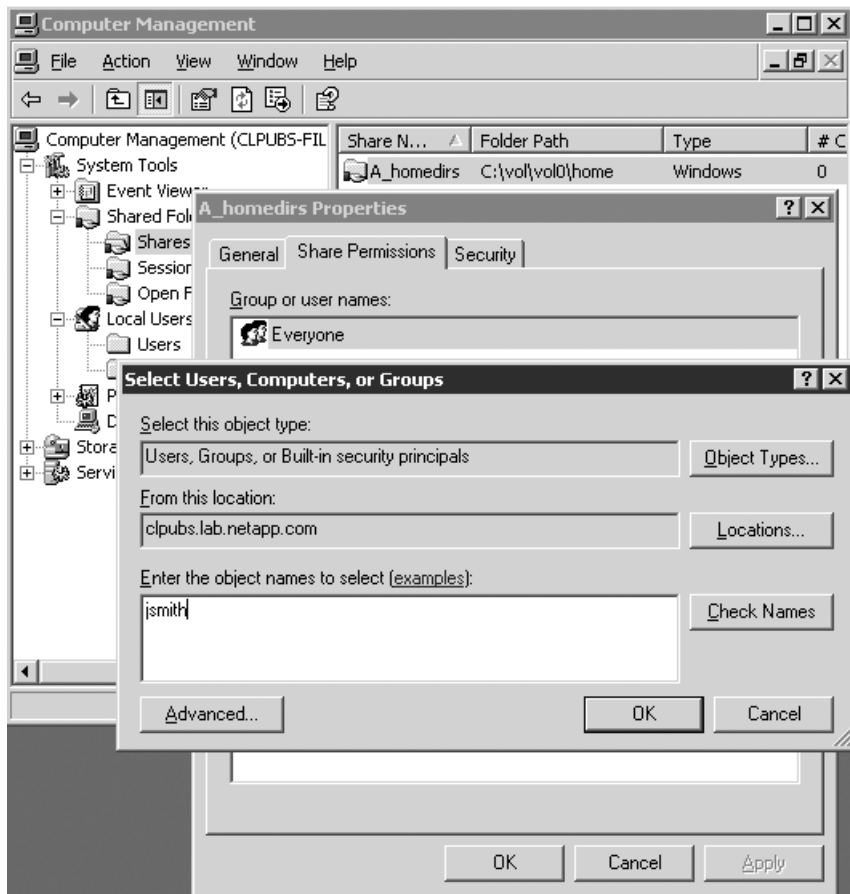 Computer Management
File Action View Window Help
Computer Management (CLPUBS-FIL
Share N... Folder Path Type # C
System Tools
A_homedirs C:\vol\vol0\home Windows 0
Event Viewer
A_homedirs Properties
Shared Fol
Shares
General Share Permissions Security
Session
Open F
Group or user names:
Local Users
Everyone
Users
Select Users, Computers, or Groups
P
D
Select this object type:
Stora
Users, Groups, or Built-in security principals
Object Types...
Servi
From this location:
clpubs.lab.netapp.com
Locations...
Enter the object names to select (examples):
jsmith
Check Names
Advanced...
OK Cancel
OK Cancel Apply